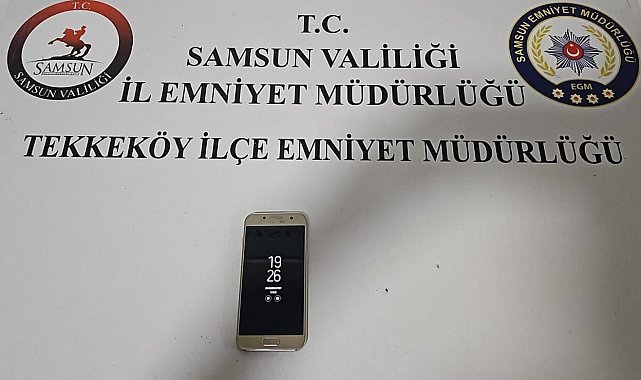 T.C.
SAMSUN VALİLİĞİ
İL EMNİYET MÜDÜRLÜĞÜ
TEKKEKÖY İLÇE EMNİYET MÜDÜRLÜĞÜ
T.C.
SAMSUN
SAMSUN VALİLİĞİ
SAMSUN EMNİYET MÜDÜRLÜĞÜ
EGM
19
26